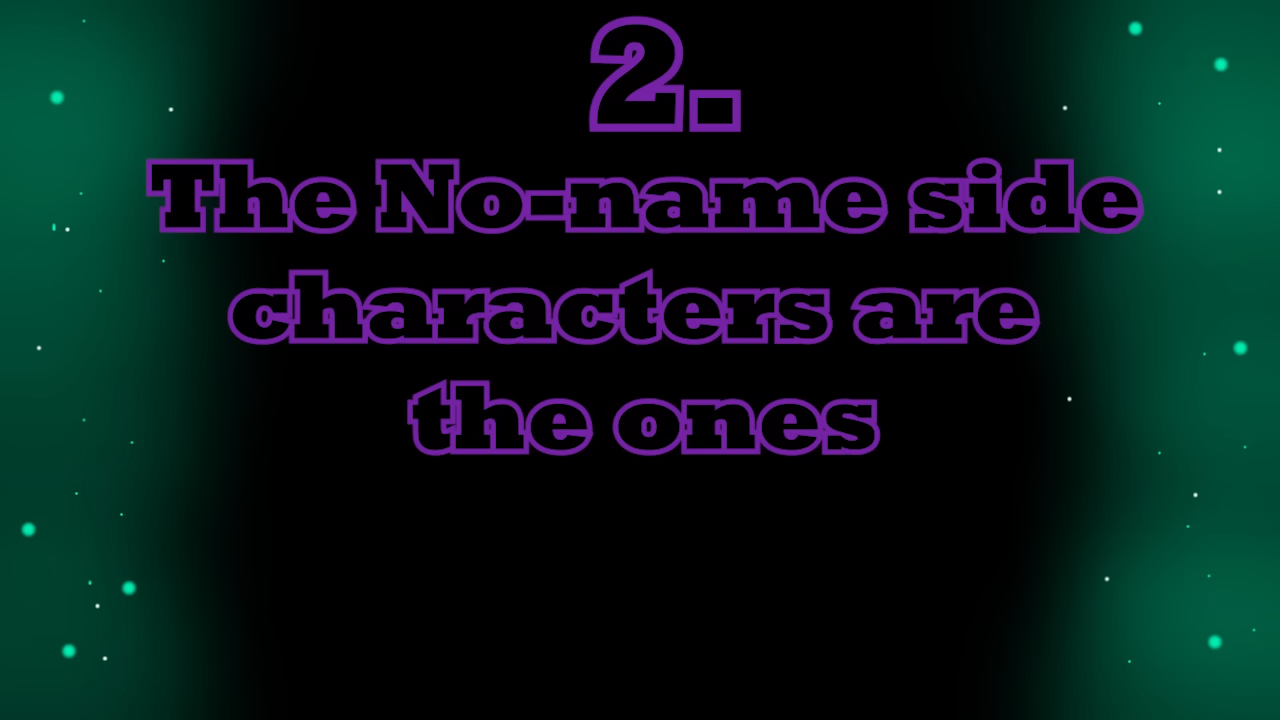 2.
The No-name side
characters are
the ones